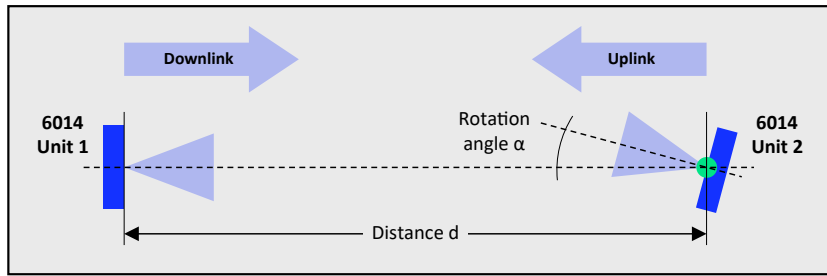 Downlink
Uplink
6014
Unit 1
Rotation
angle α
6014
Unit 2
Distance d